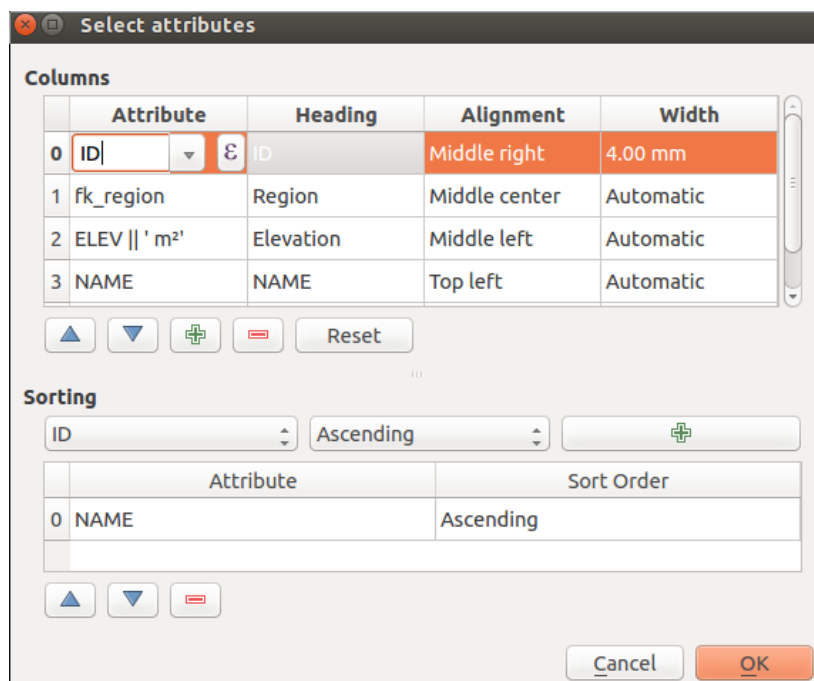 Select attributes
Columns
Attribute Heading Alignment Width
0 ID ε ID Middle right 4.00 mm
1 fk_region Region Middle center Automatic
2 ELEV || ' m²' Elevation Middle left Automatic
3 NAME NAME Top left Automatic
Reset
Sorting
ID Ascending
Attribute Sort Order
0 NAME Ascending
Cancel OK